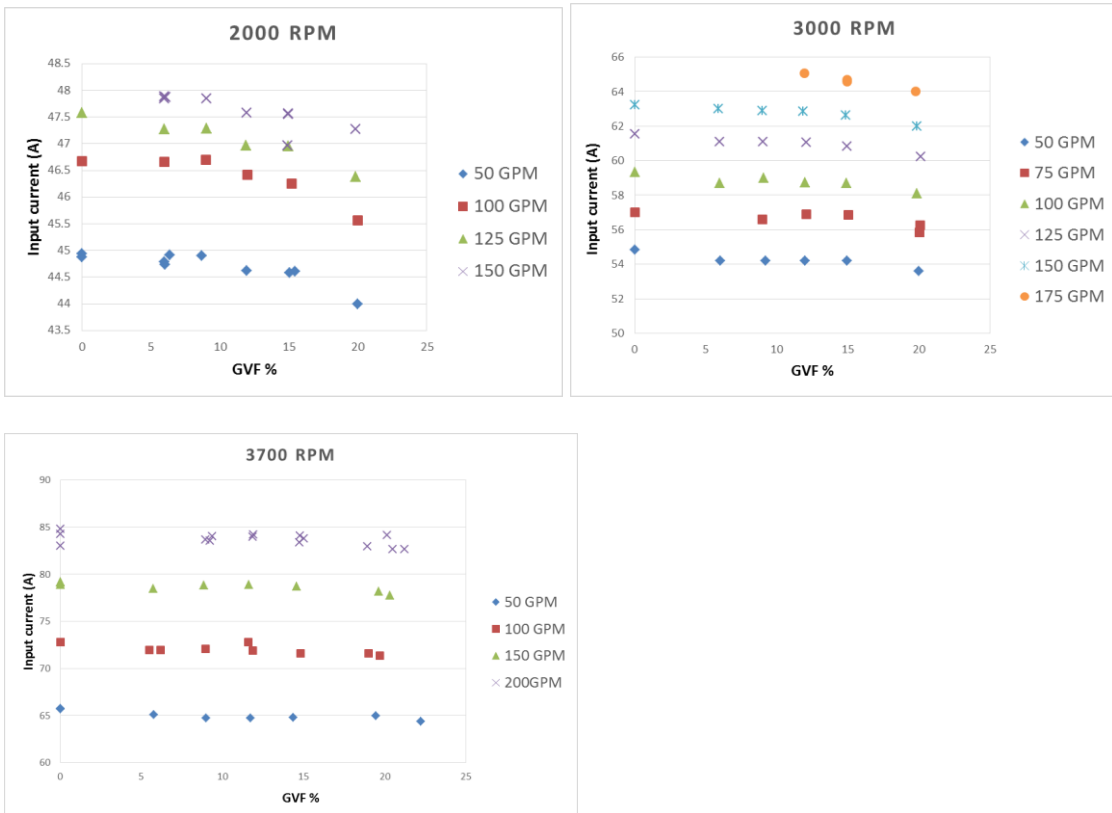 2000 RPM
Input current (A)
48.5
48
47.5
47
46.5
46
45.5
45
44.5
44
43.5
0 5 10 15 20 25
GVF %
50 GPM
100 GPM
125 GPM
150 GPM
3000 RPM
Input current (A)
66
64
62
60
58
56
54
52
50
0 5 10 15 20 25
GVF %
50 GPM
75 GPM
100 GPM
125 GPM
150 GPM
175 GPM
3700 RPM
Input current (A)
90
85
80
75
70
65
60
0 5 10 15 20 25
GVF %
50 GPM
100 GPM
150 GPM
200GPM